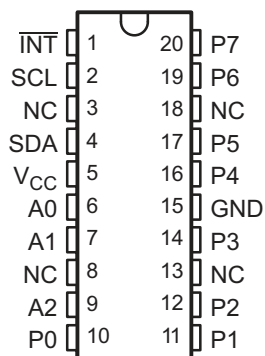 INT 1 20 P7
SCL 2 19 P6
NC 3 18 NC
SDA 4 17 P5
VCC 5 16 P4
A0 6 15 GND
A1 7 14 P3
NC 8 13 NC
A2 9 12 P2
P0 10 11 P1